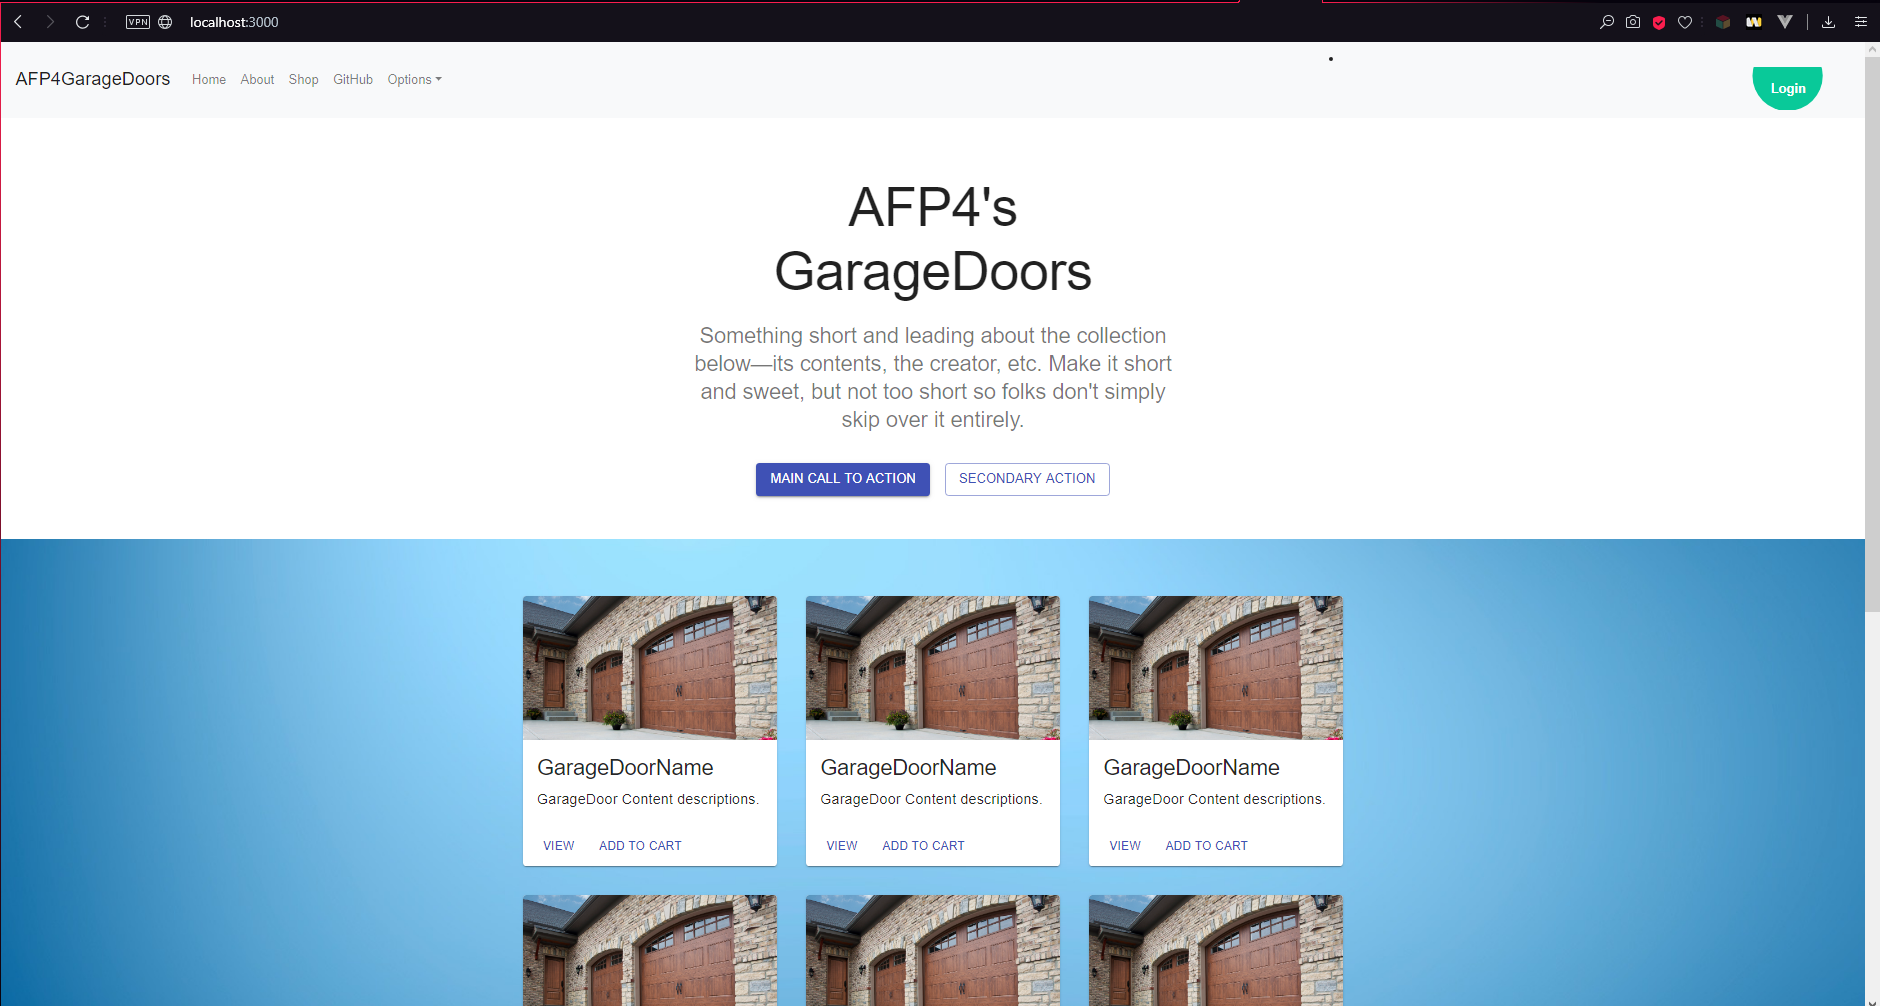 VPN localhost:3000
AFP4GarageDoors Home About Shop GitHub Options Login
AFP4's
GarageDoors
Something short and leading about the collection
below—its contents, the creator, etc. Make it short
and sweet, but not too short so folks don't simply
skip over it entirely.
MAIN CALL TO ACTION SECONDARY ACTION
GarageDoorName GarageDoorName GarageDoorName
GarageDoor Content descriptions. GarageDoor Content descriptions. GarageDoor Content descriptions.
VIEW ADD TO CART VIEW ADD TO CART VIEW ADD TO CART